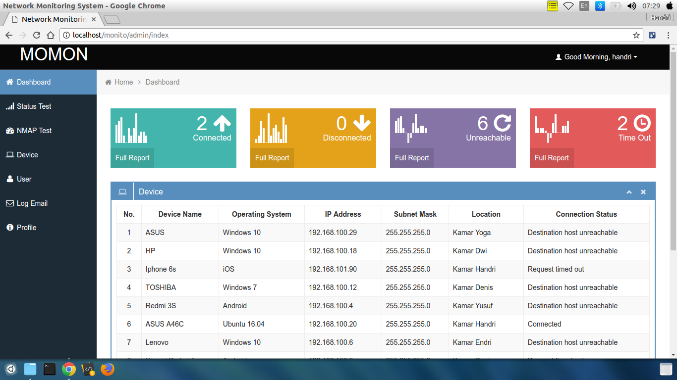 Network Monitoring System - Google Chrome
En
07:29
Network Monitorin
Handri
localhost/monito/admin/index
MOMON
Good Morning, handri
Dashboard
Home > Dashboard
Status Test
NMAP Test
Device
User
Log Email
Profile
2
Connected
Full Report
0
Disconnected
Full Report
6
Unreachable
Full Report
2
Time Out
Full Report
Device
No. Device Name Operating System IP Address Subnet Mask Location Connection Status
1 ASUS Windows 10 192.168.100.29 255.255.255.0 Kamar Yoga Destination host unreachable
2 HP Windows 10 192.168.100.18 255.255.255.0 Kamar Dwi Destination host unreachable
3 Iphone 6s iOS 192.168.101.90 255.255.255.0 Kamar Handri Request timed out
4 TOSHIBA Windows 7 192.168.100.12 255.255.255.0 Kamar Denis Destination host unreachable
5 Redmi 3S Android 192.168.100.4 255.255.255.0 Kamar Yusuf Destination host unreachable
6 ASUS A46C Ubuntu 16.04 192.168.100.20 255.255.255.0 Kamar Handri Connected
7 Lenovo Windows 10 192.168.100.6 255.255.255.0 Kamar Endri Destination host unreachable